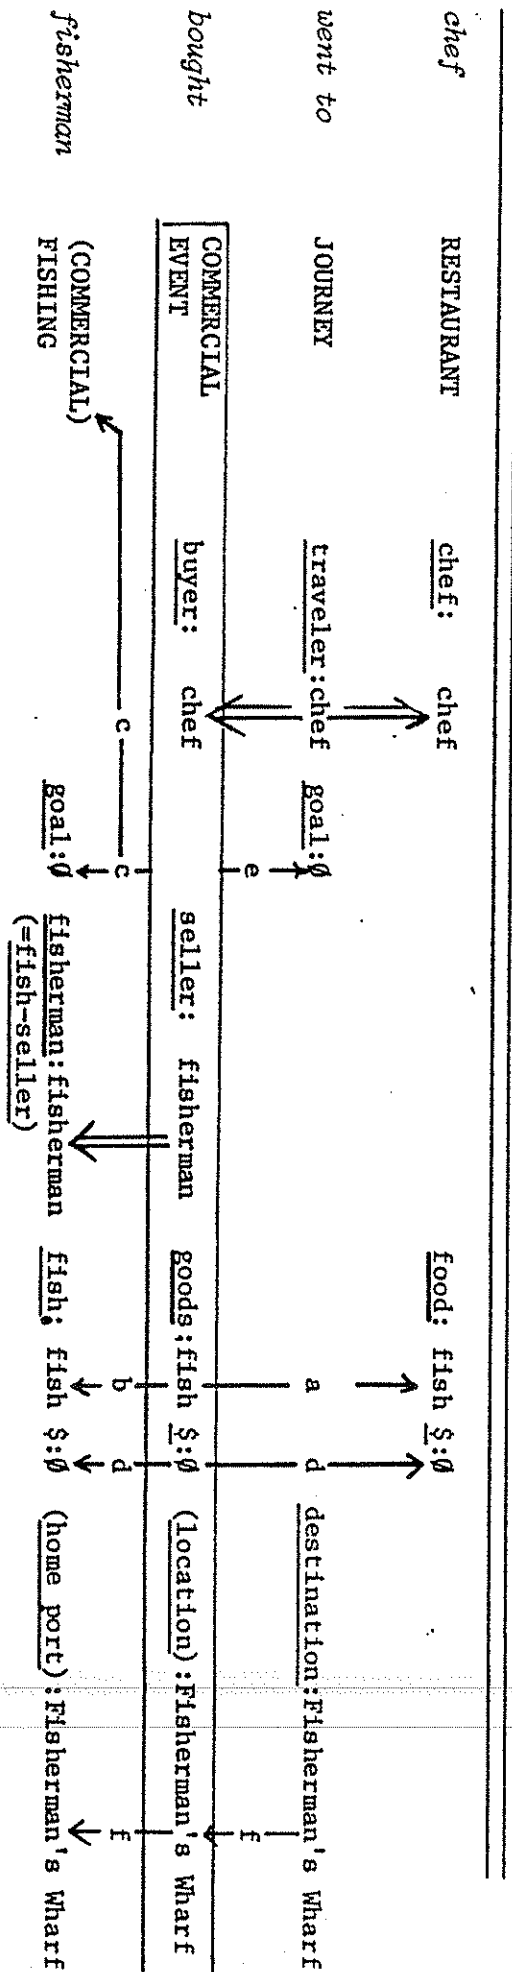 chef RESTAURANT chef: chef food: fish $:Ø
went to JOURNEY traveler:chef goal:Ø destination:Fisherman's Wharf
e a d f
bought COMMERCIAL EVENT buyer: chef seller: fisherman goods:fish $:Ø (location):Fisherman's Wharf
c c b d f
fisherman (COMMERCIAL) FISHING goal:Ø fisherman:fisherman fish: fish $:Ø (home port):Fisherman's Wharf
(=fish-seller)